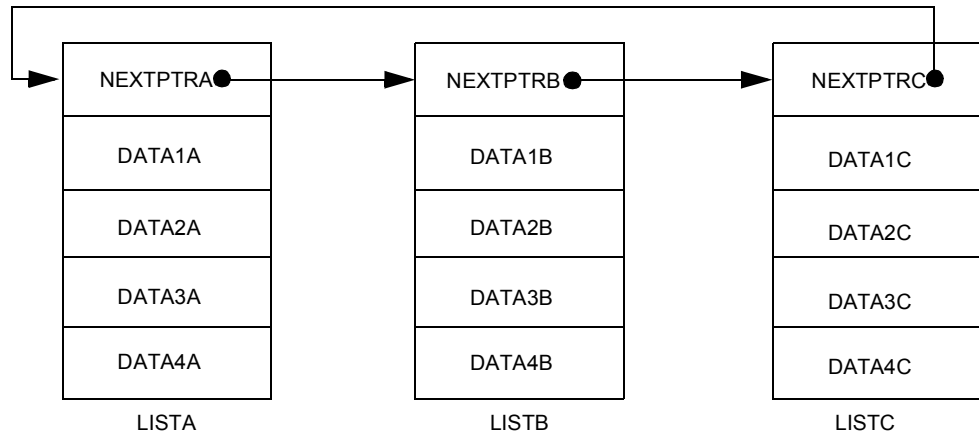 NEXTPTRA
DATA1A
DATA2A
DATA3A
DATA4A
LISTA
NEXTPTRB
DATA1B
DATA2B
DATA3B
DATA4B
LISTB
NEXTPTRC
DATA1C
DATA2C
DATA3C
DATA4C
LISTC